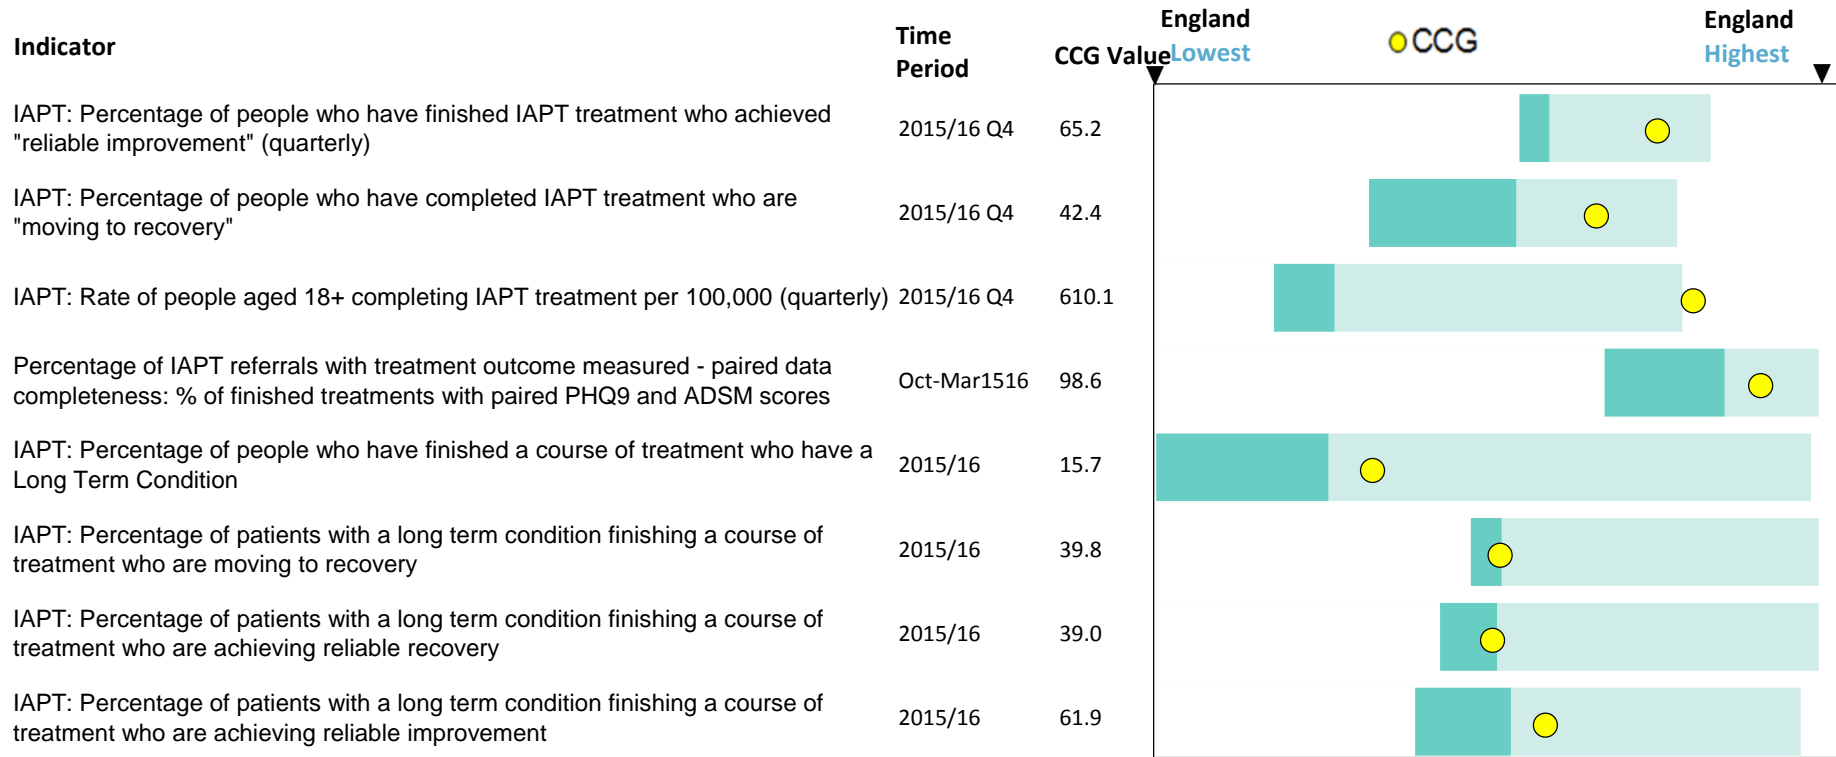 Indicator
Time
Period
CCG Value
England
Lowest
CCG
England
Highest
IAPT: Percentage of people who have finished IAPT treatment who achieved
"reliable improvement" (quarterly)
2015/16 Q4
65.2
IAPT: Percentage of people who have completed IAPT treatment who are
"moving to recovery"
2015/16 Q4
42.4
IAPT: Rate of people aged 18+ completing IAPT treatment per 100,000 (quarterly)
2015/16 Q4
610.1
Percentage of IAPT referrals with treatment outcome measured - paired data
completeness: % of finished treatments with paired PHQ9 and ADSM scores
Oct-Mar1516
98.6
IAPT: Percentage of people who have finished a course of treatment who have a
Long Term Condition
2015/16
15.7
IAPT: Percentage of patients with a long term condition finishing a course of
treatment who are moving to recovery
2015/16
39.8
IAPT: Percentage of patients with a long term condition finishing a course of
treatment who are achieving reliable recovery
2015/16
39.0
IAPT: Percentage of patients with a long term condition finishing a course of
treatment who are achieving reliable improvement
2015/16
61.9